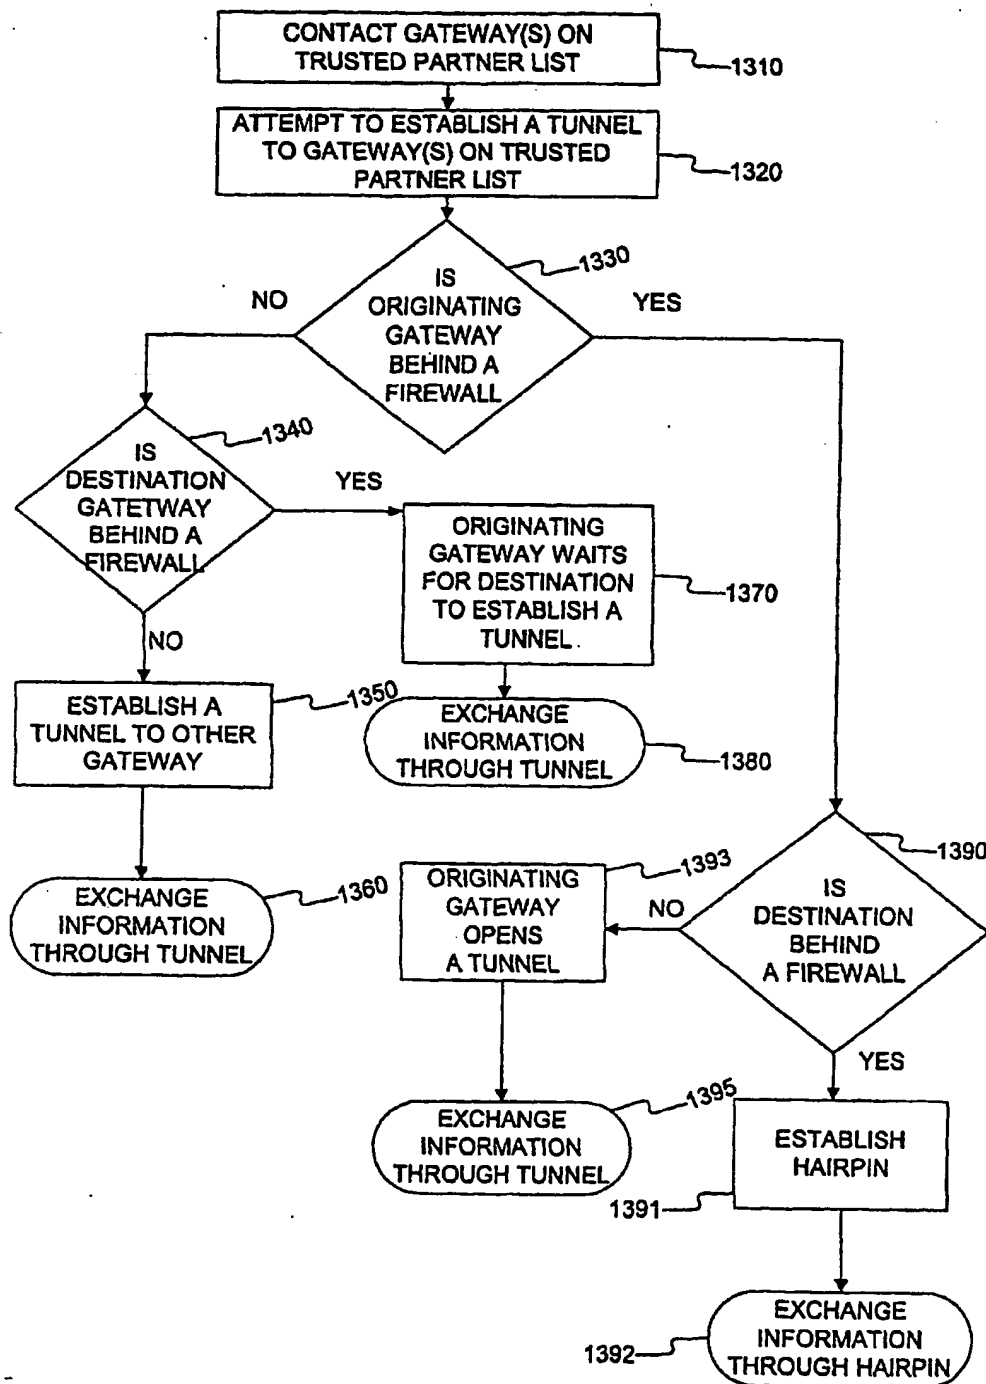 CONTACT GATEWAY(S) ON
TRUSTED PARTNER LIST
1310
ATTEMPT TO ESTABLISH A TUNNEL
TO GATEWAY(S) ON TRUSTED
PARTNER LIST
1320
IS
ORIGINATING
GATEWAY
BEHIND A
FIREWALL
1330
NO
YES
IS
DESTINATION
GATETWAY
BEHIND A
FIREWALL
1340
YES
NO
ORIGINATING
GATEWAY WAITS
FOR DESTINATION
TO ESTABLISH A
TUNNEL
1370
ESTABLISH A
TUNNEL TO OTHER
GATEWAY
1350
EXCHANGE
INFORMATION
THROUGH TUNNEL
1380
EXCHANGE
INFORMATION
THROUGH TUNNEL
1360
IS
DESTINATION
BEHIND
A FIREWALL
1390
NO
YES
ORIGINATING
GATEWAY
OPENS
A TUNNEL
1393
EXCHANGE
INFORMATION
THROUGH TUNNEL
1395
ESTABLISH
HAIRPIN
1391
EXCHANGE
INFORMATION
THROUGH HAIRPIN
1392